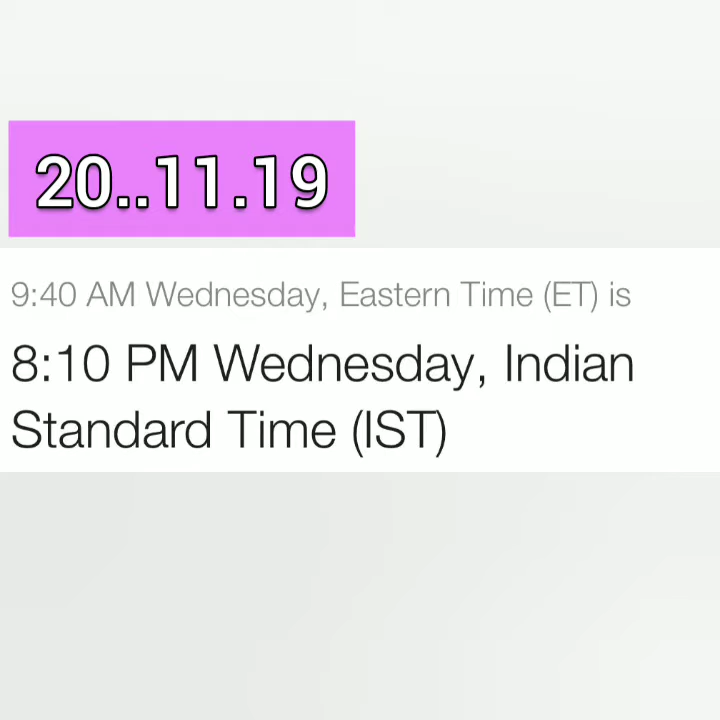 20..11.19
9:40 AM Wednesday, Eastern Time (ET) is
8:10 PM Wednesday, Indian
Standard Time (IST)